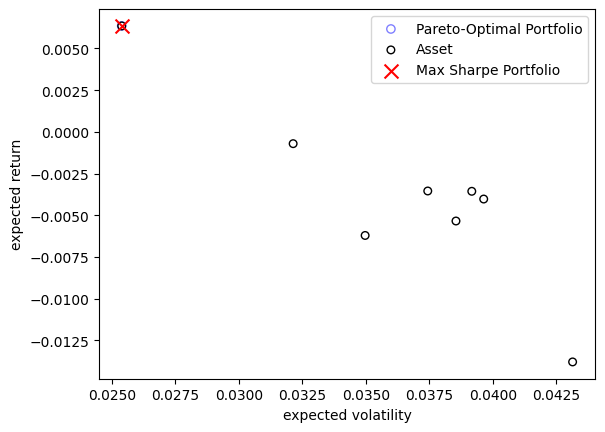 Pareto-Optimal Portfolio
Asset
Max Sharpe Portfolio
0.0050
0.0025
0.0000
−0.0025
−0.0050
−0.0075
−0.0100
−0.0125
expected return
0.0250 0.0275 0.0300 0.0325 0.0350 0.0375 0.0400 0.0425
expected volatility